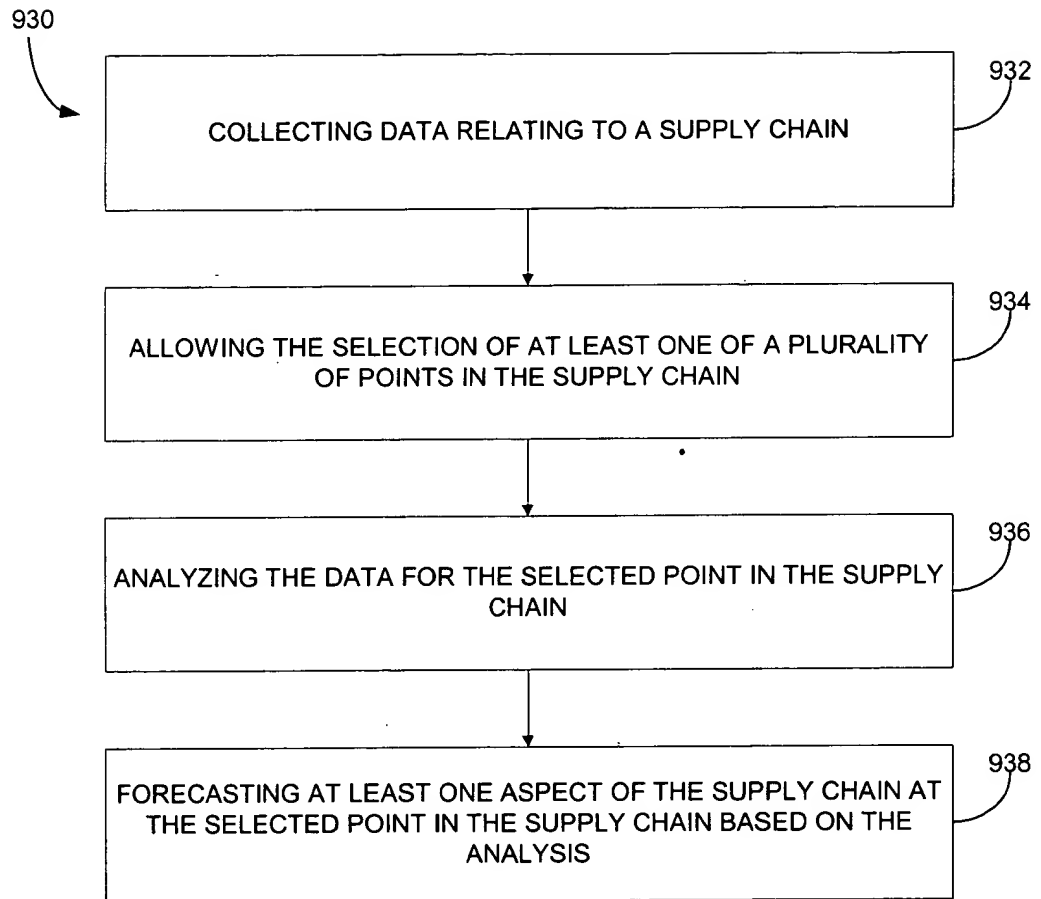 930
932
COLLECTING DATA RELATING TO A SUPPLY CHAIN
934
ALLOWING THE SELECTION OF AT LEAST ONE OF A PLURALITY
OF POINTS IN THE SUPPLY CHAIN
936
ANALYZING THE DATA FOR THE SELECTED POINT IN THE SUPPLY
CHAIN
938
FORECASTING AT LEAST ONE ASPECT OF THE SUPPLY CHAIN AT
THE SELECTED POINT IN THE SUPPLY CHAIN BASED ON THE
ANALYSIS